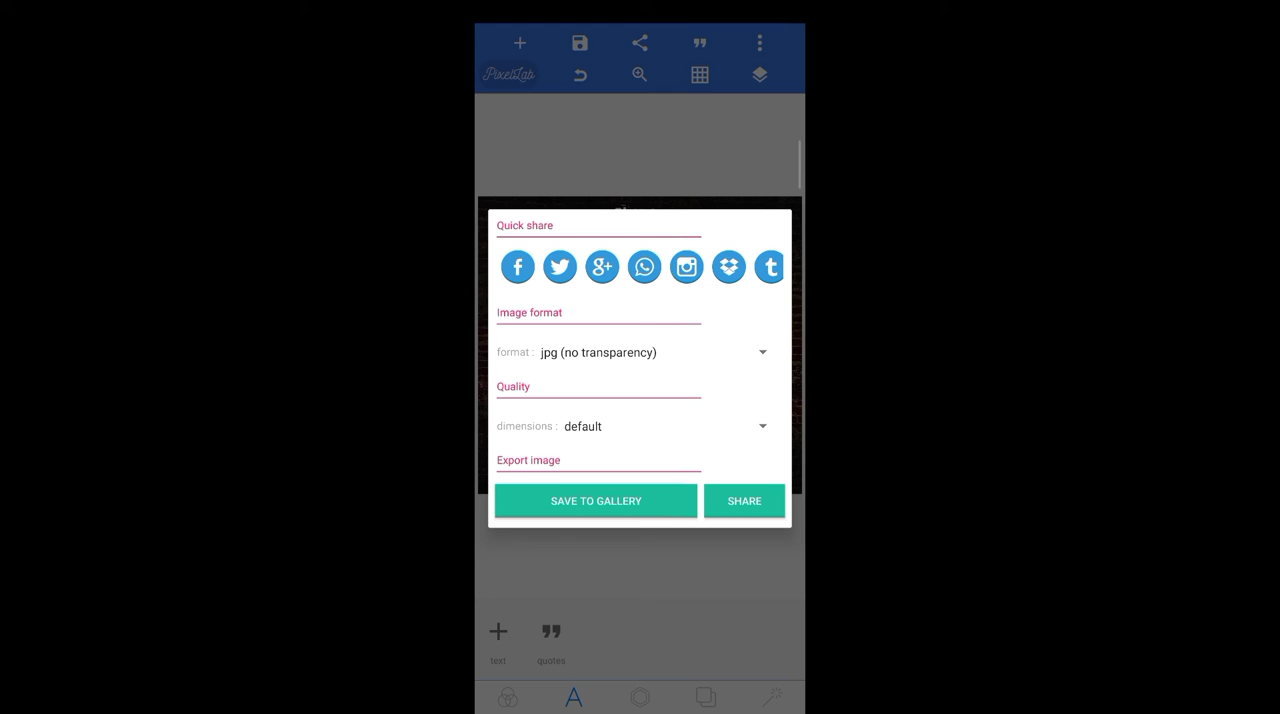 PixelLab
Quick share
Image format
format : jpg (no transparency)
Quality
dimensions : default
Export image
SAVE TO GALLERY SHARE
text quotes